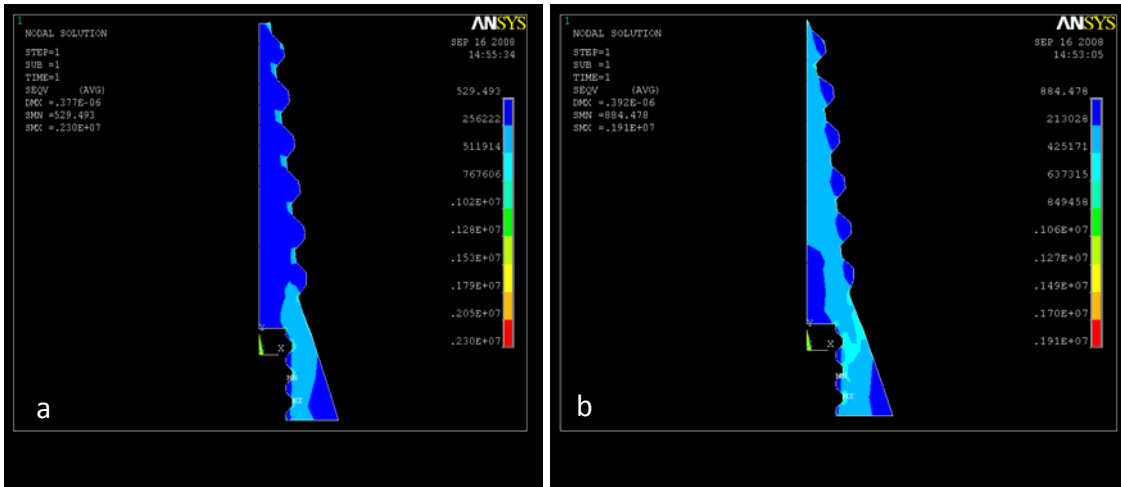 1
ANSYS
NODAL SOLUTION
SEP 16 2008
14:55:34
STEP=1
SUB =1
TIME=1
SEQV (AVG)
DMX =.377E-06
SMN =529.493
SMX =.230E+07
529.493
256222
511914
767606
.102E+07
.128E+07
.153E+07
.179E+07
.205E+07
.230E+07
Y
X
MN
MX
a
1
ANSYS
NODAL SOLUTION
SEP 16 2008
14:53:05
STEP=1
SUB =1
TIME=1
SEQV (AVG)
DMX =.392E-06
SMN =884.478
SMX =.191E+07
884.478
213028
425171
637315
849458
.106E+07
.127E+07
.149E+07
.170E+07
.191E+07
Y
X
MN
MX
b